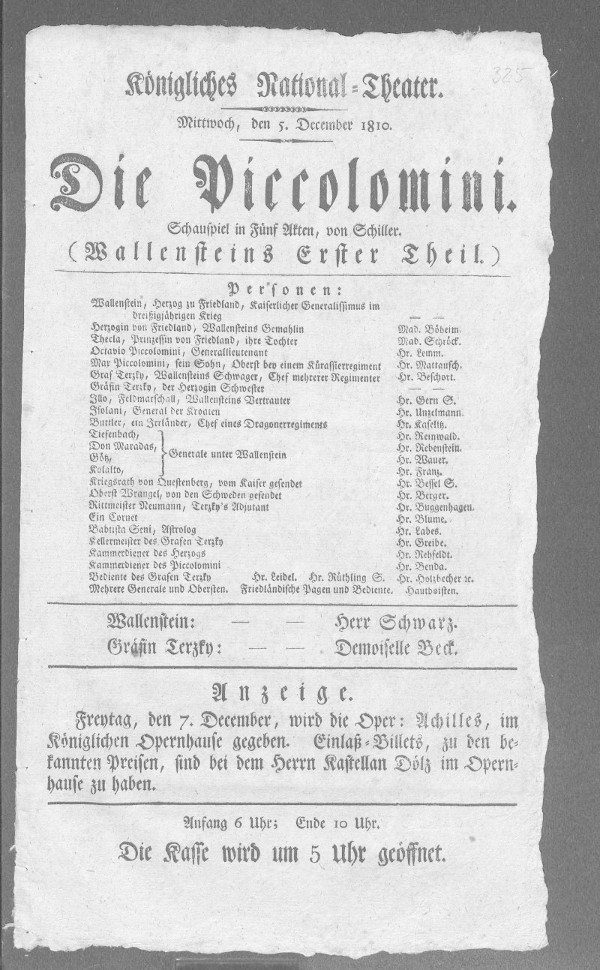 325
Königliches National-Theater.
Mittwoch, den 5. December 1810.
Die Piccolomini.
Schauspiel in Fünf Akten, von Schiller.
(Wallensteins Erster Theil.)
Personen:
Wallenstein, Herzog zu Friedland, Kaiserlicher Generalissimus im
dreißigjährigen Krieg — —
Herzogin von Friedland, Wallensteins Gemahlin Mad. Böheim.
Thecla, Prinzessin von Friedland, ihre Tochter Mad. Schröck.
Octavio Piccolomini, Generallieutenant Hr. Lemm.
Max Piccolomini, sein Sohn, Oberst bey einem Kürassierregiment Hr. Mattausch.
Graf Terzky, Wallensteins Schwager, Chef mehrerer Regimenter Hr. Beschort.
Gräfin Terzky, der Herzogin Schwester — —
Illo, Feldmarschall, Wallensteins Vertrauter Hr. Gern S.
Isolani, General der Kroaten Hr. Unzelmann.
Buttler, ein Irrländer, Chef eines Dragonerregiments Hr. Kaselitz.
Tiefenbach, Hr. Reinwald.
Don Maradas, Hr. Rebenstein.
Generale unter Wallenstein
Götz, Hr. Wauer.
Kolalto, Hr. Franz.
Kriegsrath von Questenberg, vom Kaiser gesendet Hr. Bessel S.
Oberst Wrangel, von den Schweden gesendet Hr. Berger.
Rittmeister Neumann, Terzky's Adjutant Hr. Buggenhagen.
Ein Cornet Hr. Blume.
Babtista Seni, Astrolog Hr. Labes.
Kellermeister des Grafen Terzky Hr. Greibe.
Kammerdiener des Herzogs Hr. Rehfeldt.
Kammerdiener des Piccolomini Hr. Benda.
Bediente des Grafen Terzky Hr. Leidel. Hr. Rüthling S. Hr. Holzbecher ꝛc.
Mehrere Generale und Obersten. Friedländische Pagen und Bediente. Hautboisten.
Wallenstein: — — Herr Schwarz.
Gräfin Terzky: — — Demoiselle Beck.
Anzeige.
Freytag, den 7. December, wird die Oper: Achilles, im
Königlichen Opernhause gegeben. Einlaß-Billets, zu den be-
kannten Preisen, sind bei dem Herrn Kastellan Dölz im Opern-
hause zu haben.
Anfang 6 Uhr; Ende 10 Uhr.
Die Kasse wird um 5 Uhr geöffnet.